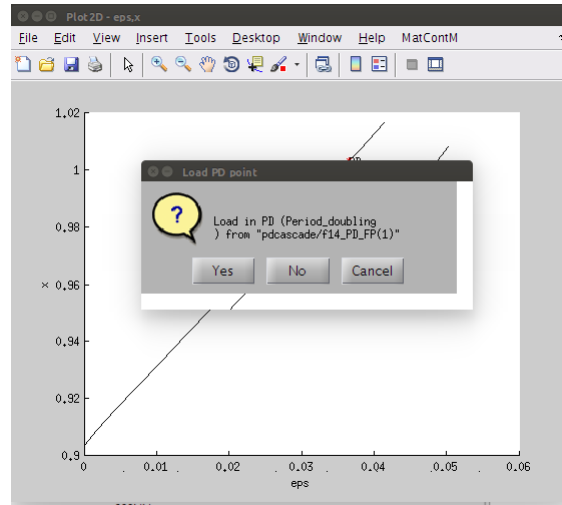 Plot2D - eps,x
File Edit View Insert Tools Desktop Window Help MatContM
1.02
1
0.98
0.96
0.94
0.92
0.9
x
PD
Load PD point
?
Load in PD (Period_doubling
) from "pdcascade/f14_PD_FP(1)"
Yes No Cancel
0 0.01 0.02 0.03 0.04 0.05 0.06
eps